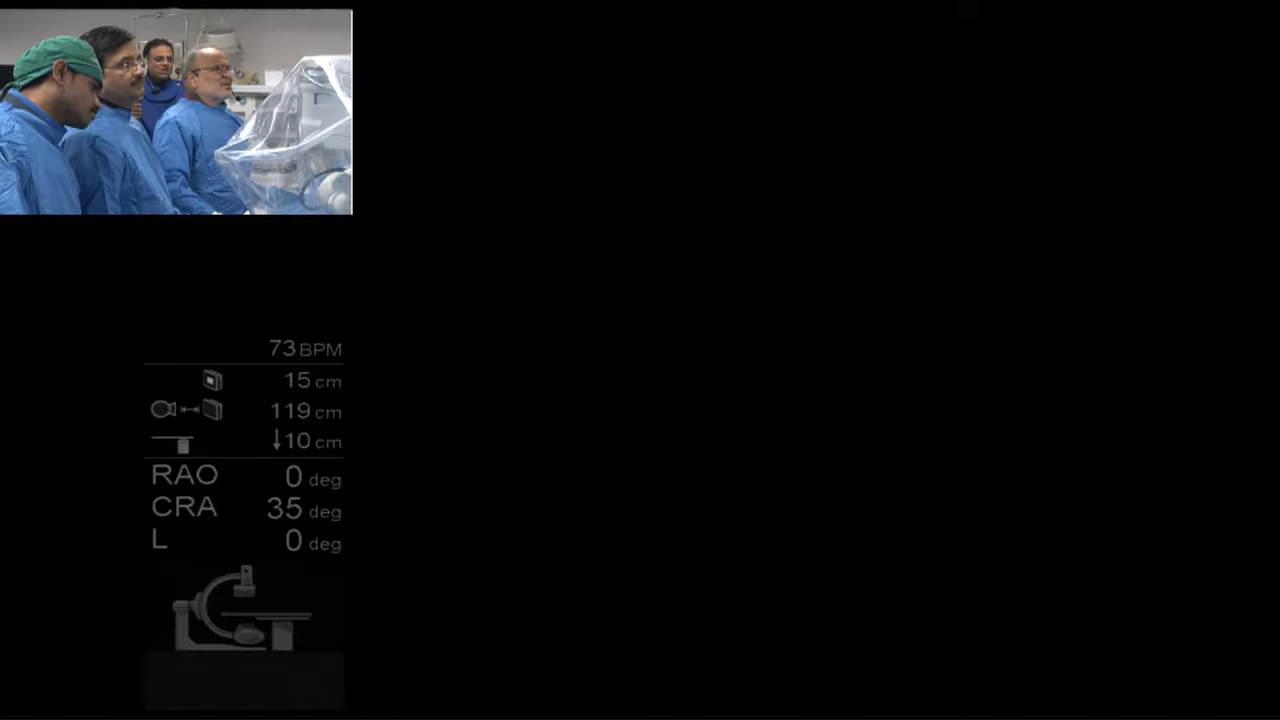 73 BPM
15 cm
119 cm
↓10 cm
RAO 0 deg
CRA 35 deg
L 0 deg